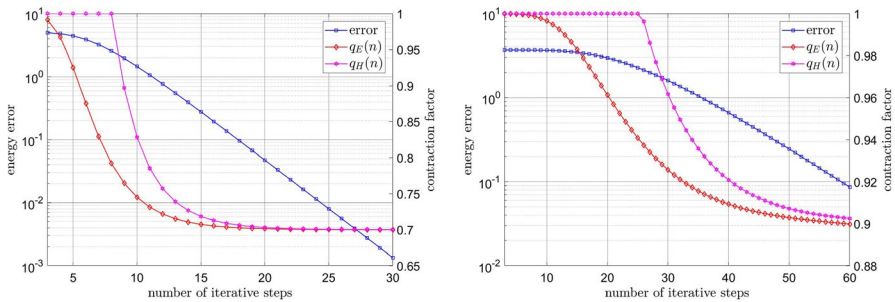 10^1
10^0
10^-1
10^-2
10^-3
energy error
5 10 15 20 25 30
number of iterative steps
1
0.95
0.9
0.85
0.8
0.75
0.7
0.65
contraction factor
error
q_E(n)
q_H(n)
10^1
10^0
10^-1
10^-2
energy error
10 20 30 40 50 60
number of iterative steps
1
0.98
0.96
0.94
0.92
0.9
0.88
contraction factor
error
q_E(n)
q_H(n)